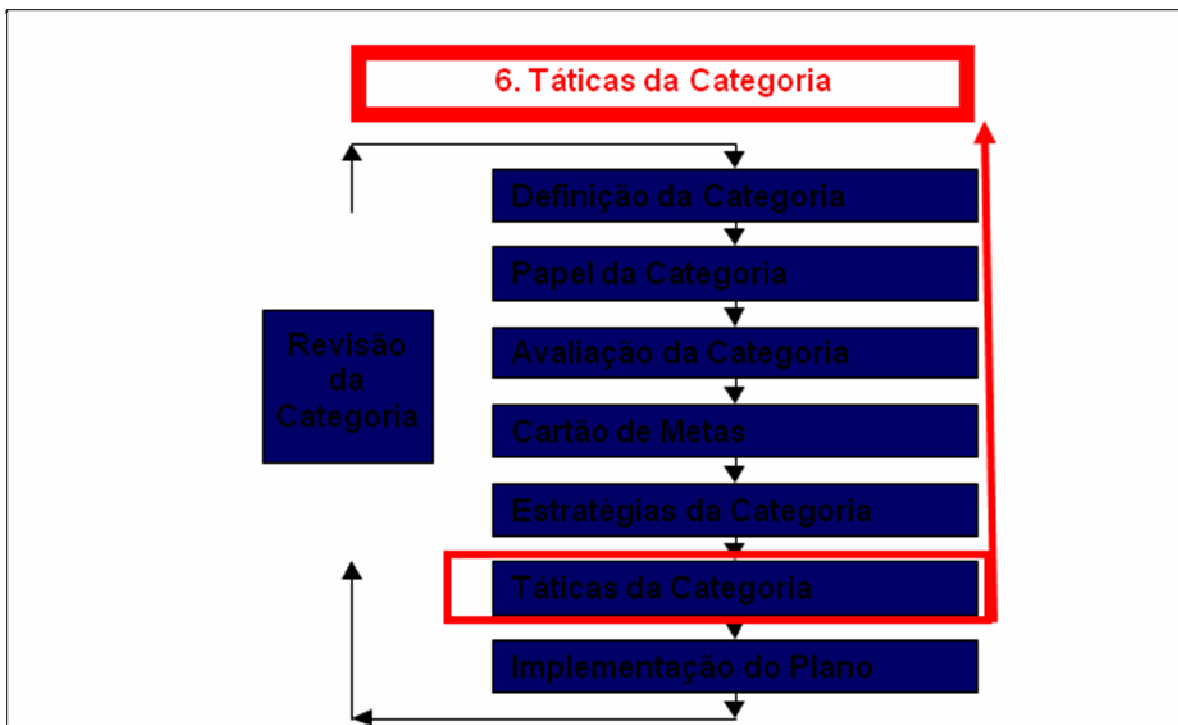 6. Táticas da Categoria
Definição da Categoria
Papel da Categoria
Avaliação da Categoria
Revisão
da
Categoria
Cartão de Metas
Estratégias da Categoria
Táticas da Categoria
Implementação do Plano